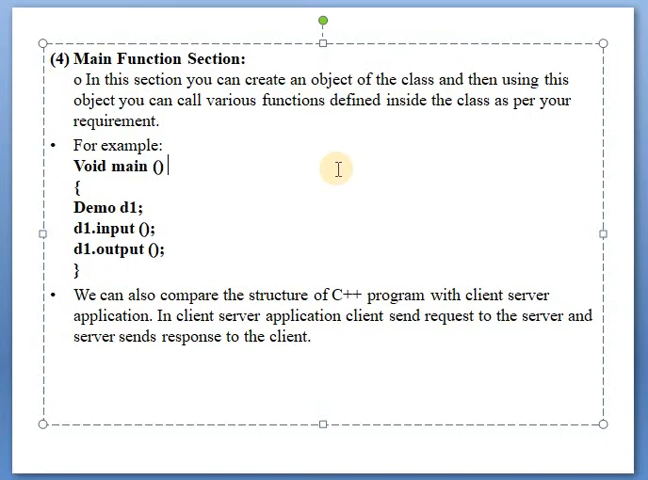 (4) Main Function Section:
o In this section you can create an object of the class and then using this
object you can call various functions defined inside the class as per your
requirement.
• For example:
Void main ()
{
Demo d1;
d1.input ();
d1.output ();
}
• We can also compare the structure of C++ program with client server
application. In client server application client send request to the server and
server sends response to the client.